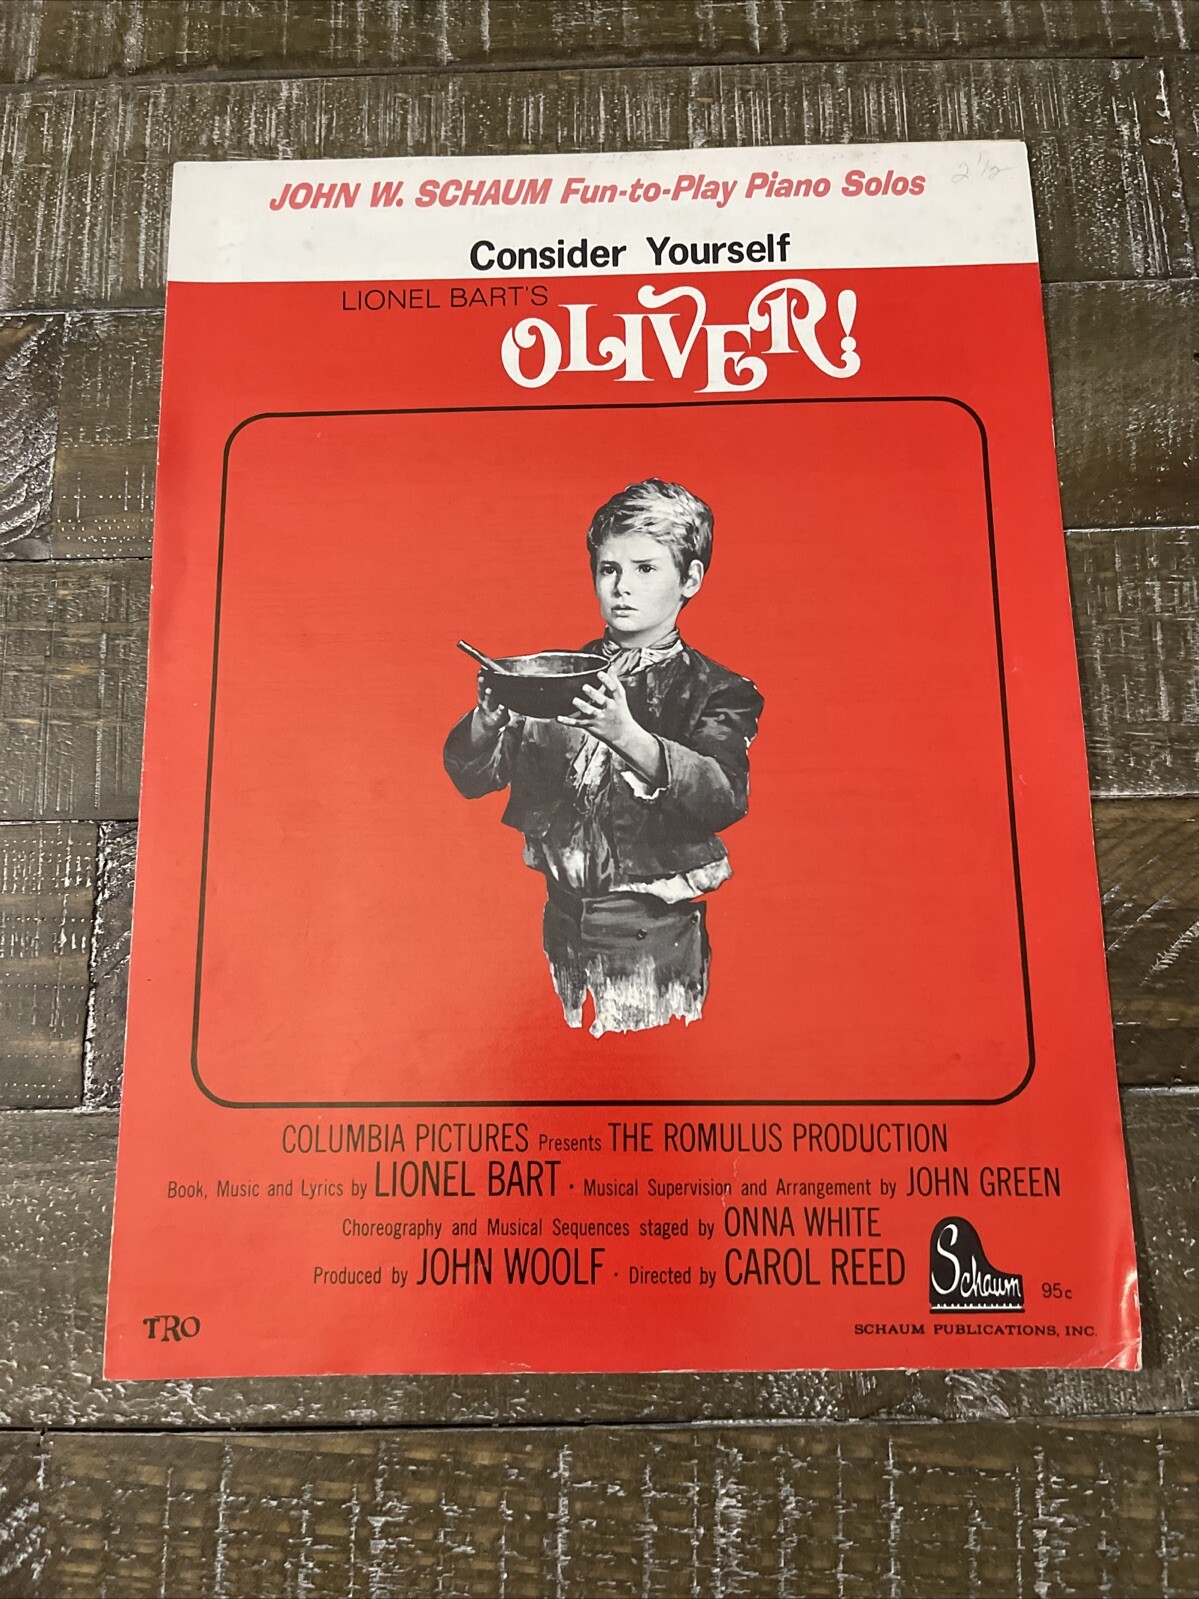 2 1/2
JOHN W. SCHAUM Fun-to-Play Piano Solos
Consider Yourself
LIONEL BART'S
OLIVER!
COLUMBIA PICTURES Presents THE ROMULUS PRODUCTION
Book, Music and Lyrics by LIONEL BART · Musical Supervision and Arrangement by JOHN GREEN
Choreography and Musical Sequences staged by ONNA WHITE
Produced by JOHN WOOLF · Directed by CAROL REED
Schaum
95c
TRO
SCHAUM PUBLICATIONS, INC.